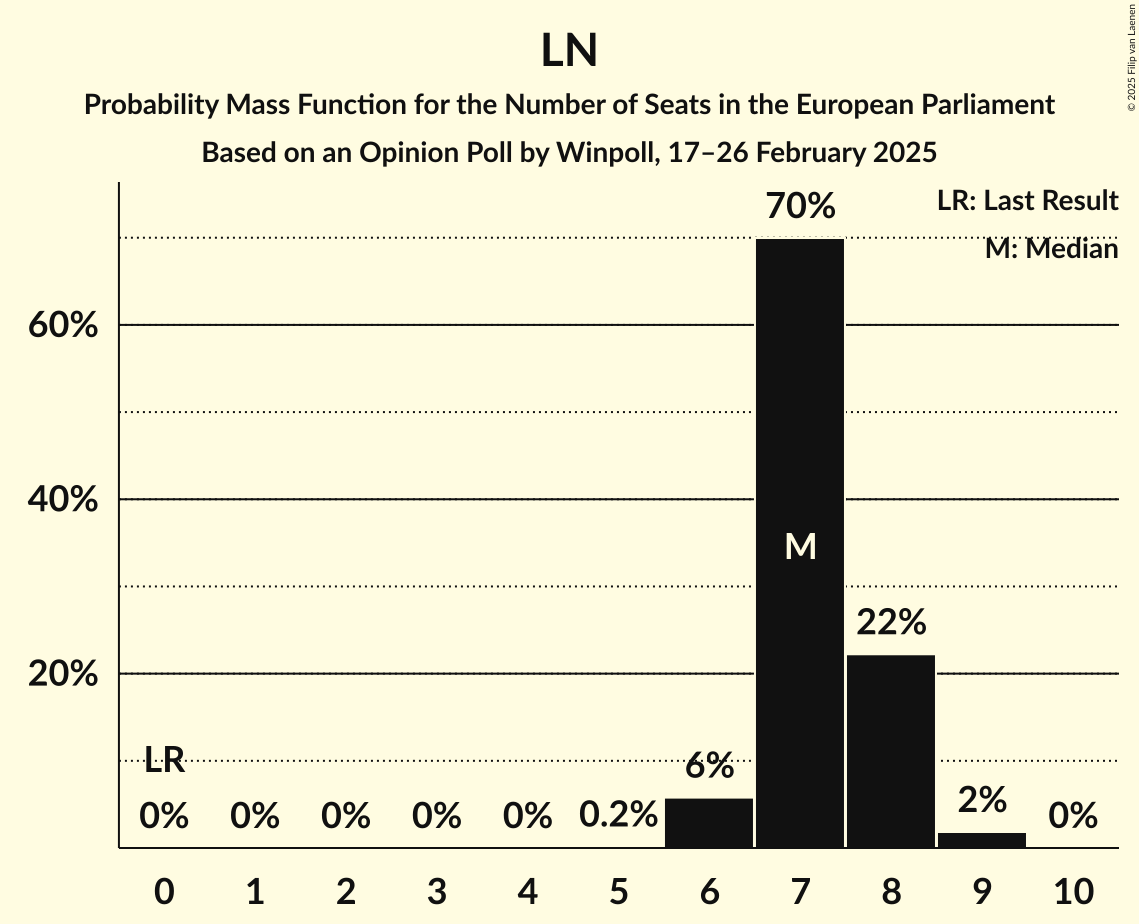 LN
Probability Mass Function for the Number of Seats in the European Parliament
Based on an Opinion Poll by Winpoll, 17–26 February 2025
© 2025 Filip van Laenen
LR: Last Result
M: Median
60%
40%
20%
LR
0%
0%
0%
0%
0%
0.2%
6%
70%
M
22%
2%
0%
0 1 2 3 4 5 6 7 8 9 10